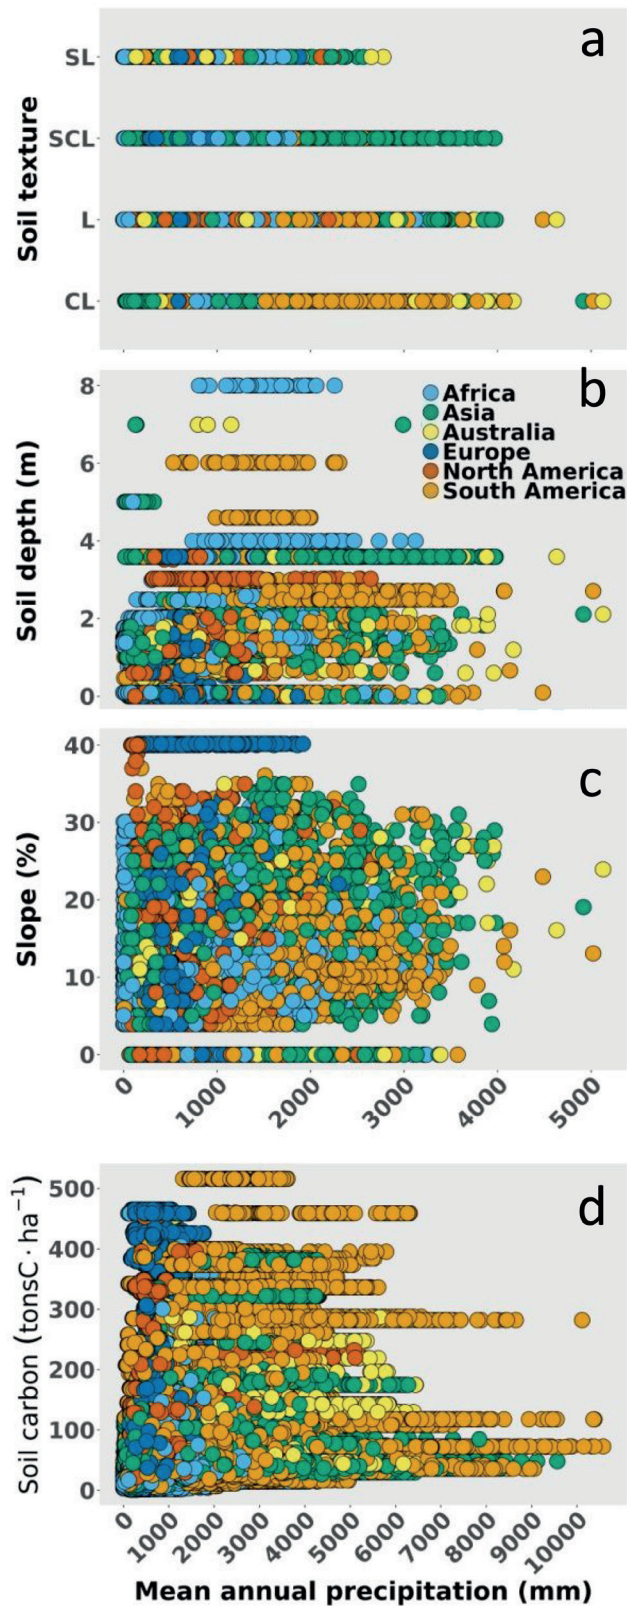 a
SL
SCL
L
CL
Soil texture
b
8
6
4
2
0
Soil depth (m)
Africa
Asia
Australia
Europe
North America
South America
c
40
30
20
10
0
Slope (%)
0 1000 2000 3000 4000 5000
d
500
400
300
200
100
0
Soil carbon (tonsC · ha⁻¹)
0 1000 2000 3000 4000 5000 6000 7000 8000 9000 10000
Mean annual precipitation (mm)